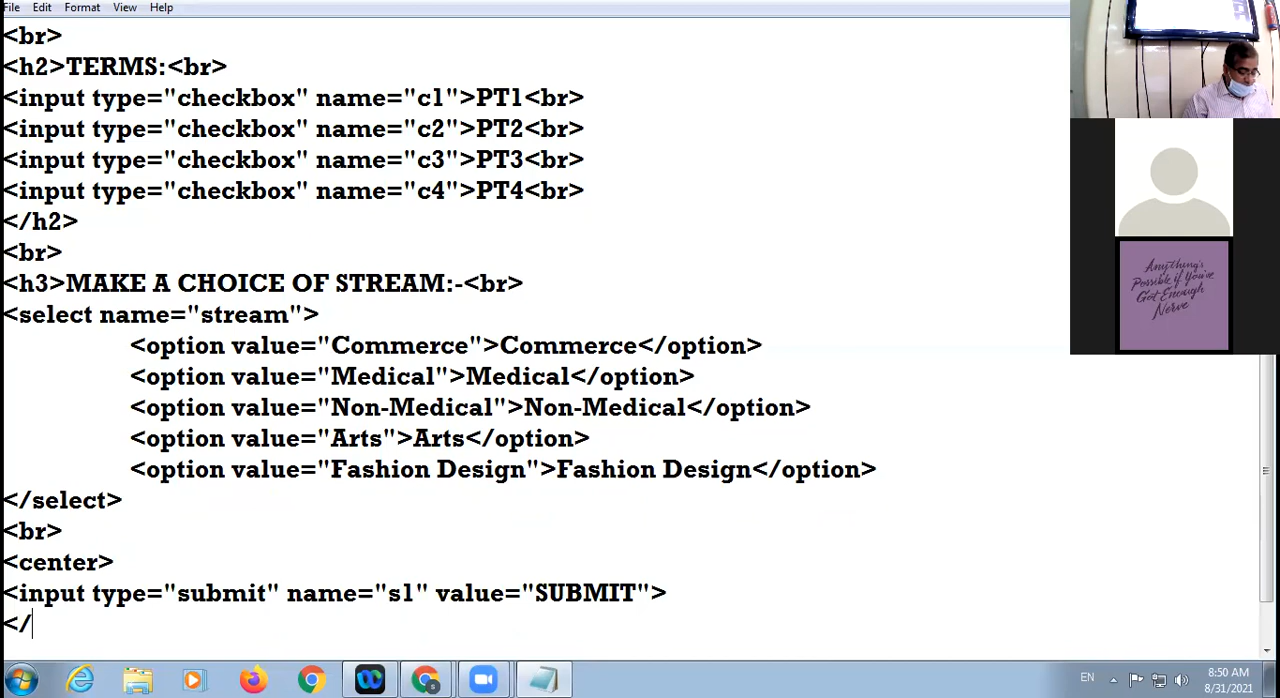 File Edit Format View Help
<br>
<h2>TERMS:<br>
<input type="checkbox" name="c1">PT1<br>
<input type="checkbox" name="c2">PT2<br>
<input type="checkbox" name="c3">PT3<br>
<input type="checkbox" name="c4">PT4<br>
</h2>
<br>
<h3>MAKE A CHOICE OF STREAM:-<br>
<select name="stream">
<option value="Commerce">Commerce</option>
<option value="Medical">Medical</option>
<option value="Non-Medical">Non-Medical</option>
<option value="Arts">Arts</option>
<option value="Fashion Design">Fashion Design</option>
</select>
<br>
<center>
<input type="submit" name="s1" value="SUBMIT">
</
Anything's
Possible if You've
Got Enough
Nerve
S
EN
8:50 AM
8/31/2021